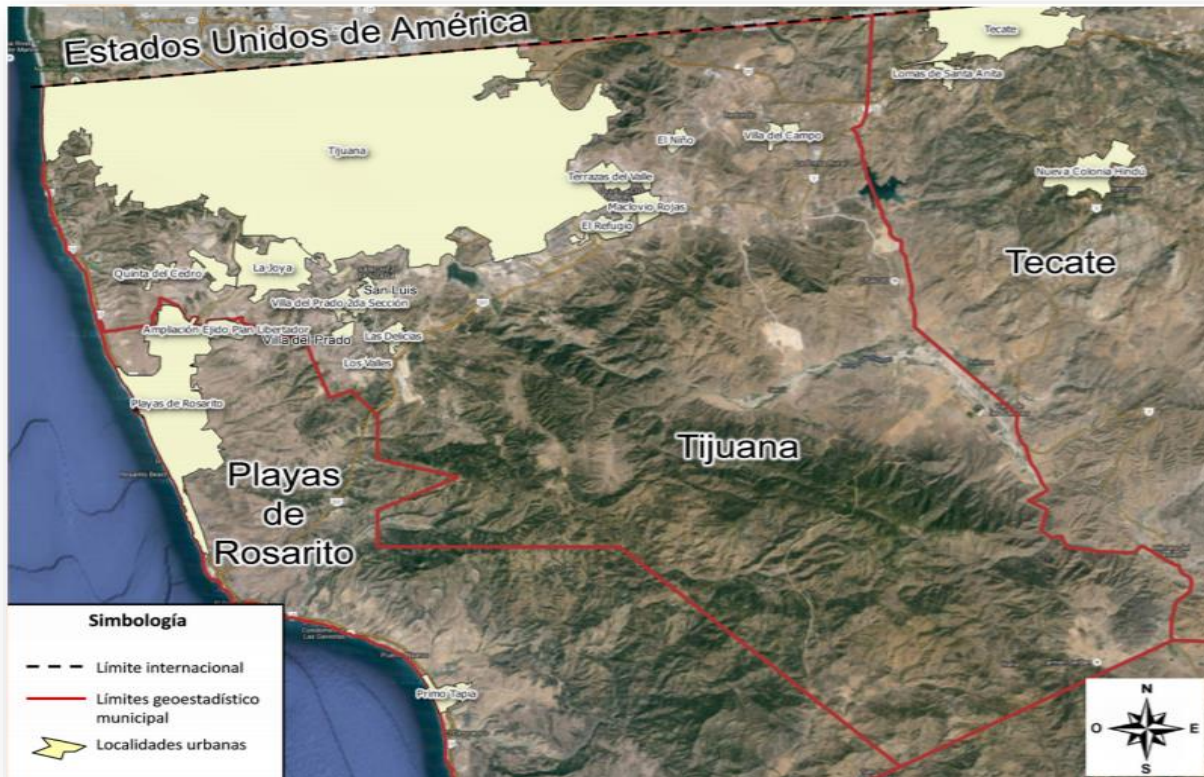 Estados Unidos de América
Tecate
Lomas de Santa Anita
El Niño
Villa del Campo
Tijuana
Terrazas del Valle
Nueva Colonia Hindú
Maclovio Rojas
El Refugio
Tecate
Quinta del Cedro
La Joya
San Luis
Villa del Prado 2da Sección
Ampliación Ejido Plan Libertador
Villa del Prado
Las Delicias
Los Valles
Playas de Rosarito
Tijuana
Playas
de
Rosarito
Primo Tapia
Simbología
Límite internacional
Límites geoestadístico
municipal
Localidades urbanas
N
O
E
S